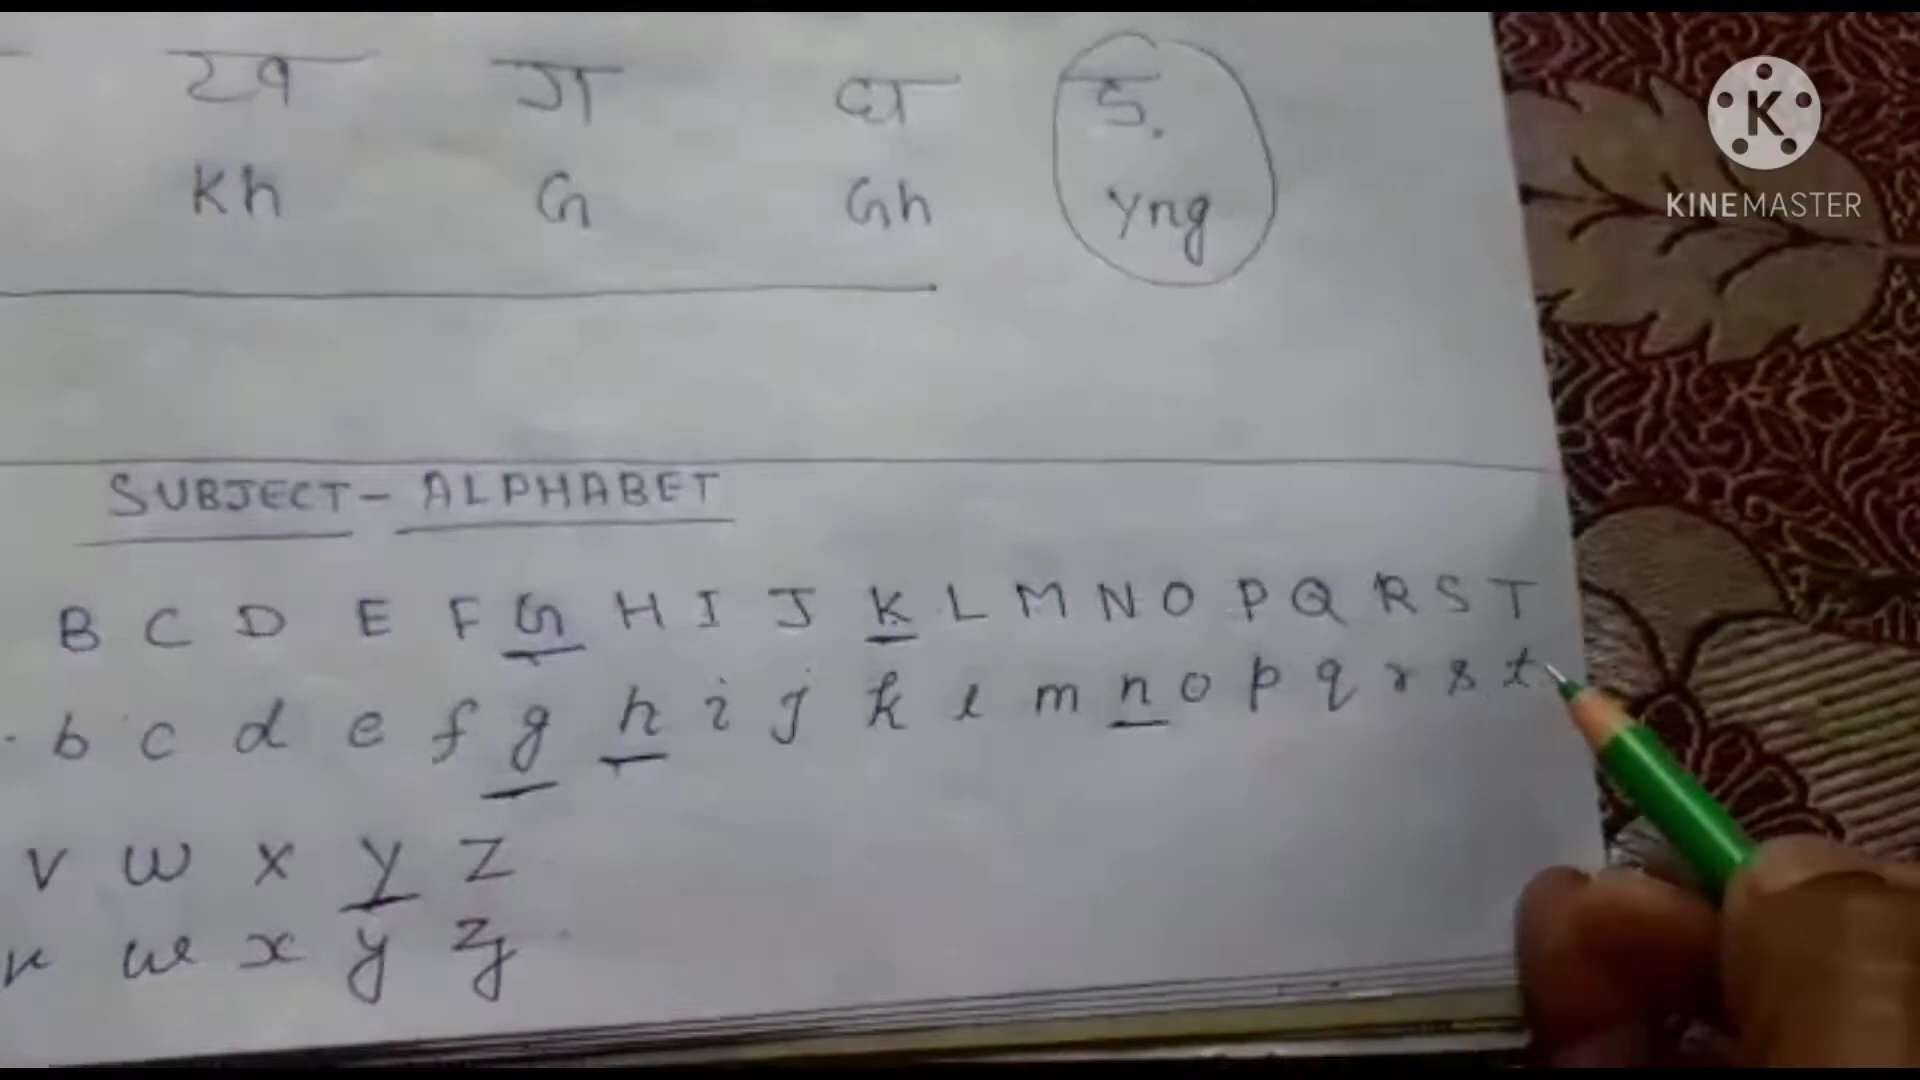 ख ग घ ङ
Kh G Gh yng
KINEMASTER
SUBJECT - ALPHABET
B C D E F G H I J K L M N O P Q R S T
b c d e f g h i j k l m n o p q r s t
V W X Y Z
v w x y z